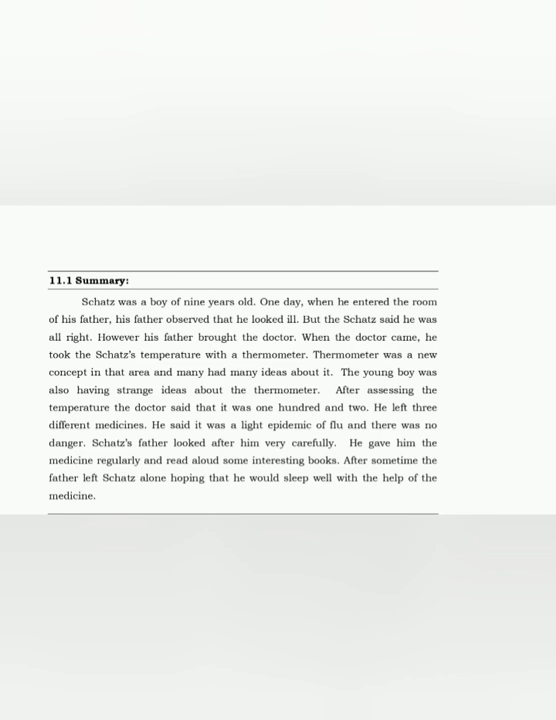 11.1 Summary:
Schatz was a boy of nine years old. One day, when he entered the room
of his father, his father observed that he looked ill. But the Schatz said he was
all right. However his father brought the doctor. When the doctor came, he
took the Schatz's temperature with a thermometer. Thermometer was a new
concept in that area and many had many ideas about it. The young boy was
also having strange ideas about the thermometer. After assessing the
temperature the doctor said that it was one hundred and two. He left three
different medicines. He said it was a light epidemic of flu and there was no
danger. Schatz's father looked after him very carefully. He gave him the
medicine regularly and read aloud some interesting books. After sometime the
father left Schatz alone hoping that he would sleep well with the help of the
medicine.